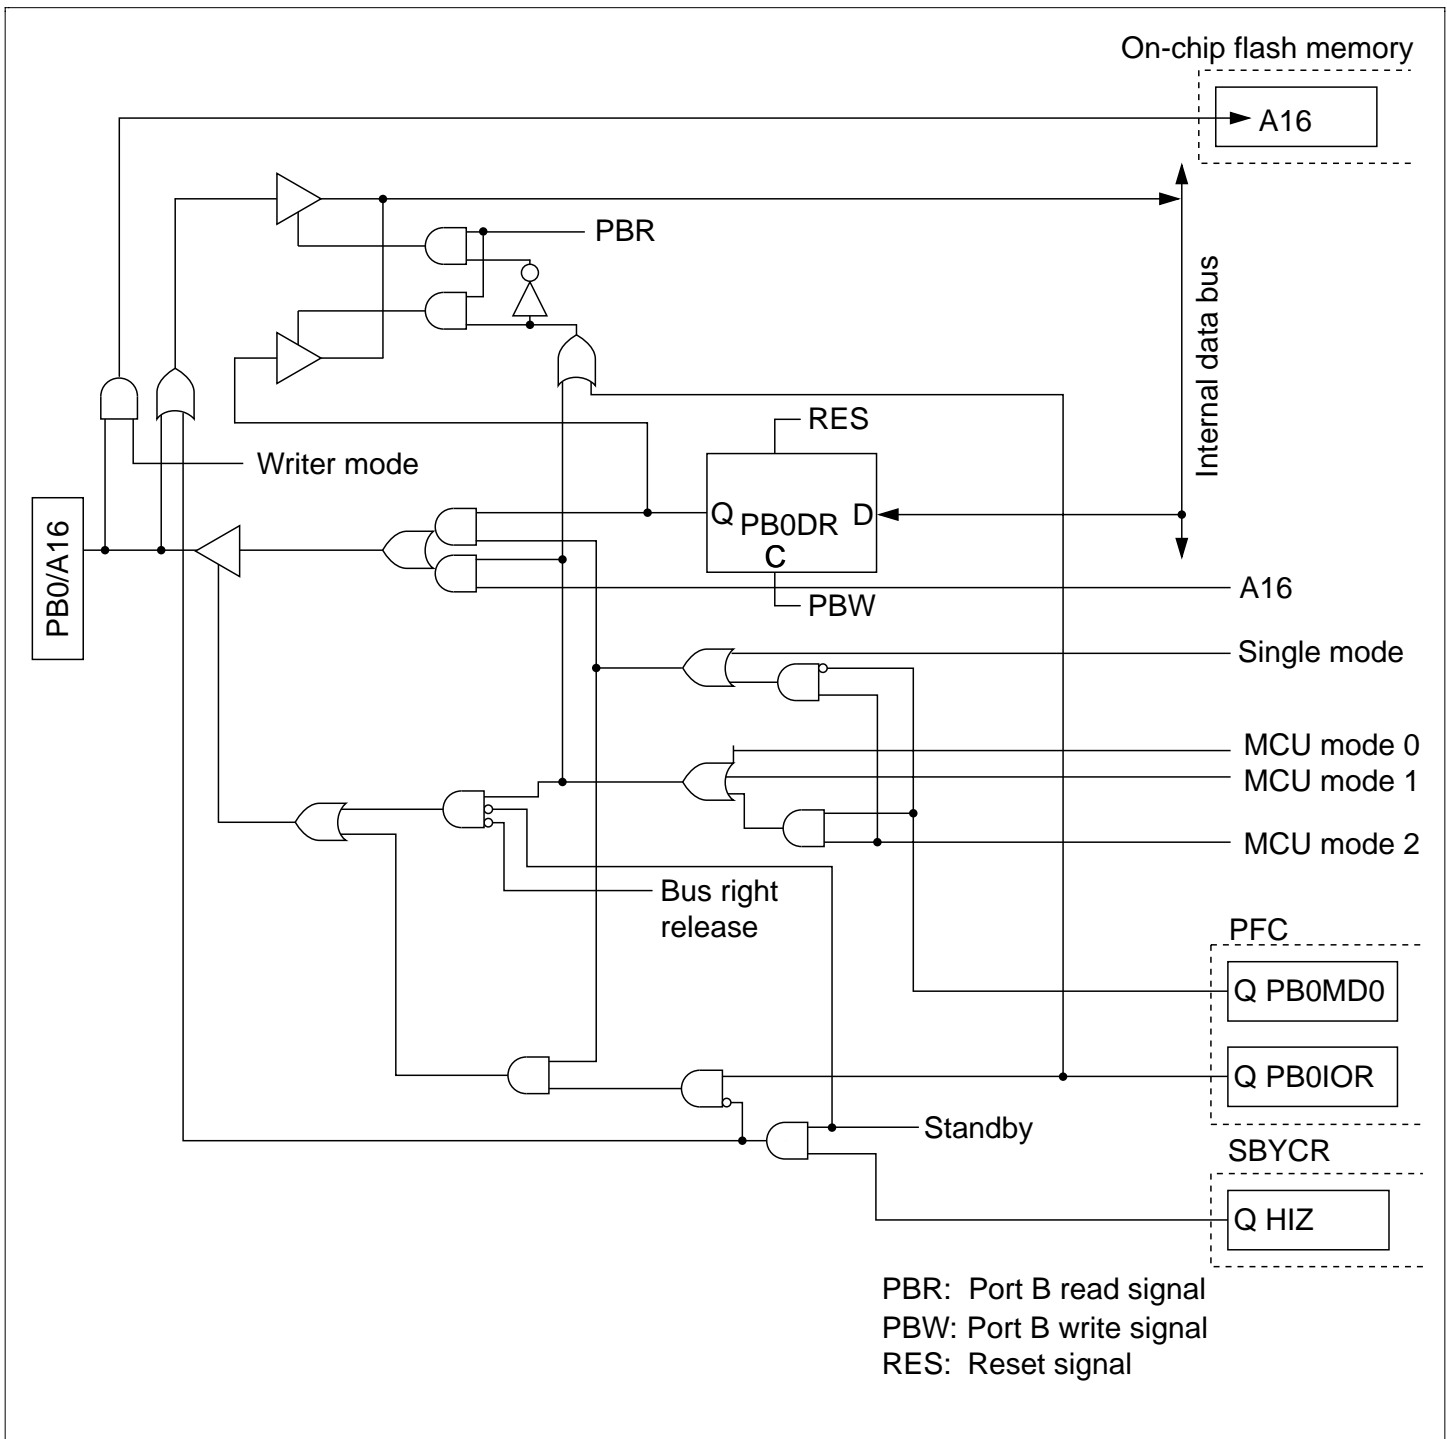 On-chip flash memory
A16
PBR
Internal data bus
RES
Writer mode
Q PB0DR D
C
PB0/A16
A16
PBW
Single mode
MCU mode 0
MCU mode 1
MCU mode 2
Bus right
release
PFC
Q PB0MD0
Q PB0IOR
Standby
SBYCR
Q HIZ
PBR: Port B read signal
PBW: Port B write signal
RES: Reset signal